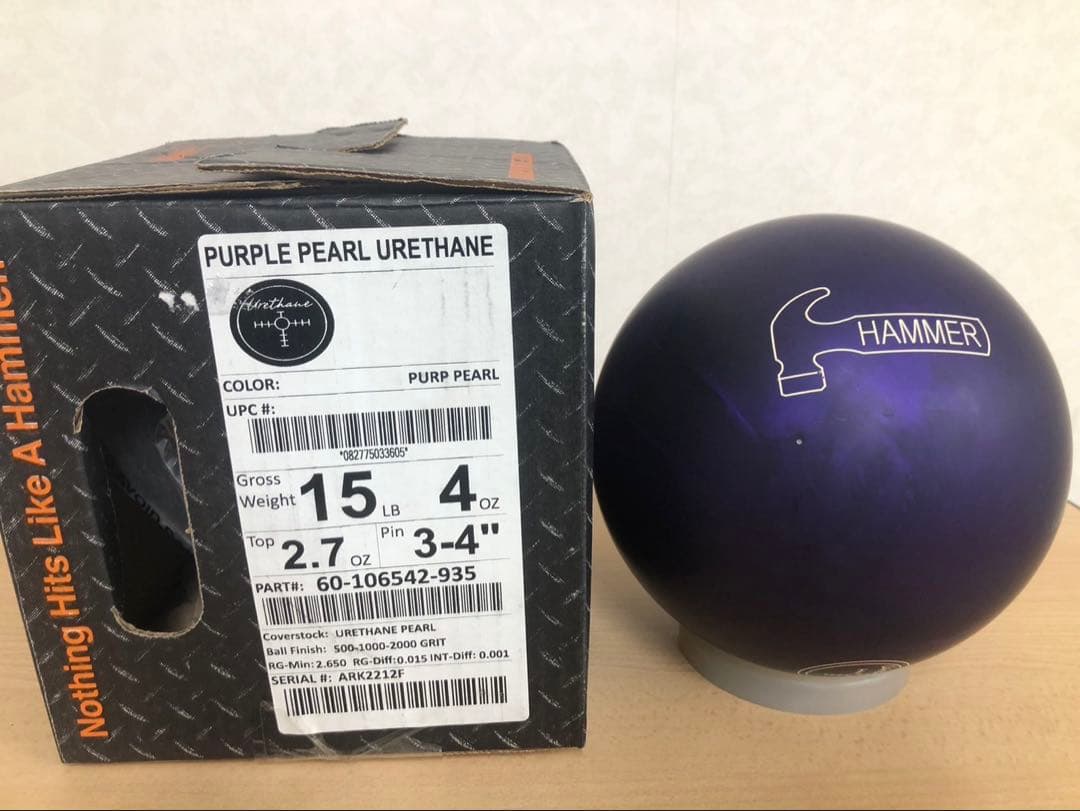 Nothing Hits Like A Hammer
PURPLE PEARL URETHANE
Urethane
COLOR: PURP PEARL
UPC #:
*082775033605*
Gross Weight 15 LB 4 OZ
Top 2.7 OZ Pin 3-4"
PART#: 60-106542-935
Coverstock: URETHANE PEARL
Ball Finish: 500-1000-2000 GRIT
RG-Min: 2.650 RG-Diff: 0.015 INT-Diff: 0.001
SERIAL #: ARK2212F
HAMMER